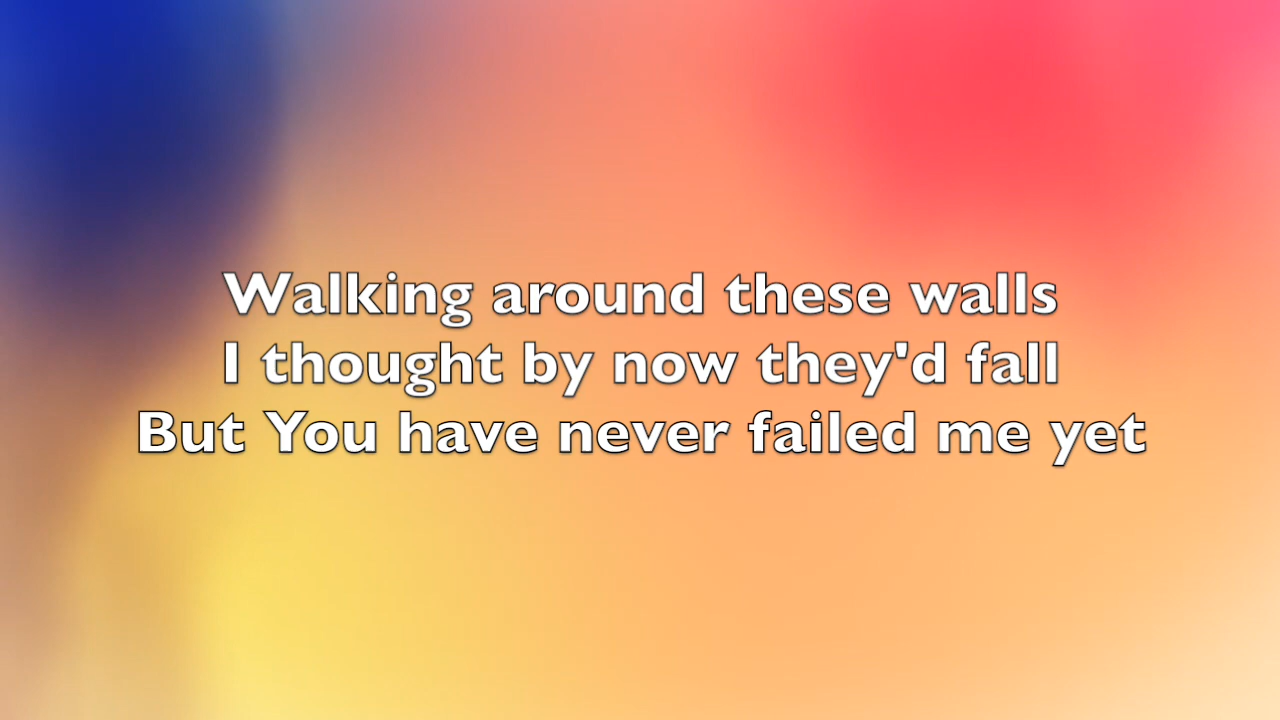 Walking around these walls
I thought by now they'd fall
But You have never failed me yet